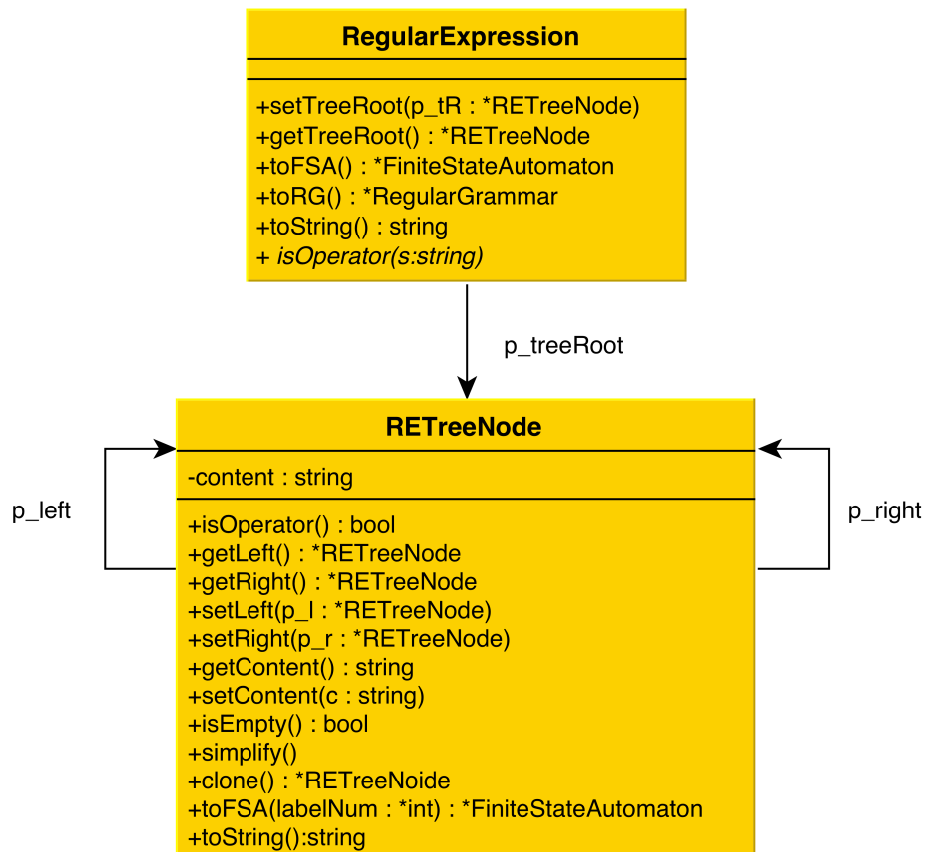 RegularExpression
+setTreeRoot(p_tR : *RETreeNode)
+getTreeRoot() : *RETreeNode
+toFSA() : *FiniteStateAutomaton
+toRG() : *RegularGrammar
+toString() : string
+ isOperator(s:string)
p_treeRoot
RETreeNode
-content : string
p_left
p_right
+isOperator() : bool
+getLeft() : *RETreeNode
+getRight() : *RETreeNode
+setLeft(p_l : *RETreeNode)
+setRight(p_r : *RETreeNode)
+getContent() : string
+setContent(c : string)
+isEmpty() : bool
+simplify()
+clone() : *RETreeNoide
+toFSA(labelNum : *int) : *FiniteStateAutomaton
+toString():string